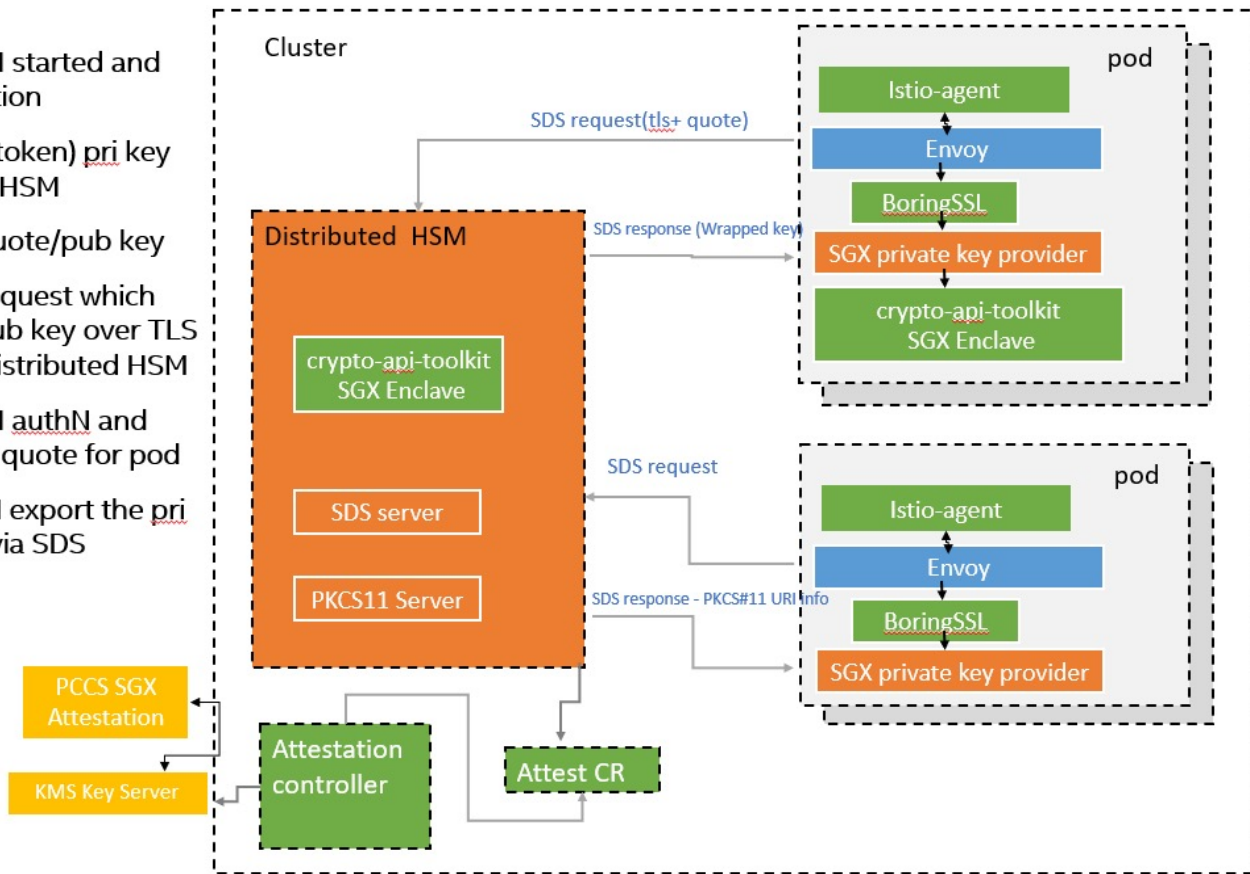 started and
tion
token) pri key
HSM
uote/pub key
quest which
ub key over TLS
istributed HSM
authN and
quote for pod
export the pri
via SDS
Cluster
SDS request(tls+ quote)
Distributed HSM
SDS response (Wrapped key)
crypto-api-toolkit
SGX Enclave
SDS server
PKCS11 Server
pod
Istio-agent
Envoy
BoringSSL
SGX private key provider
crypto-api-toolkit
SGX Enclave
SDS request
SDS response - PKCS#11 URI info
pod
Istio-agent
Envoy
BoringSSL
SGX private key provider
PCCS SGX
Attestation
KMS Key Server
Attestation
controller
Attest CR